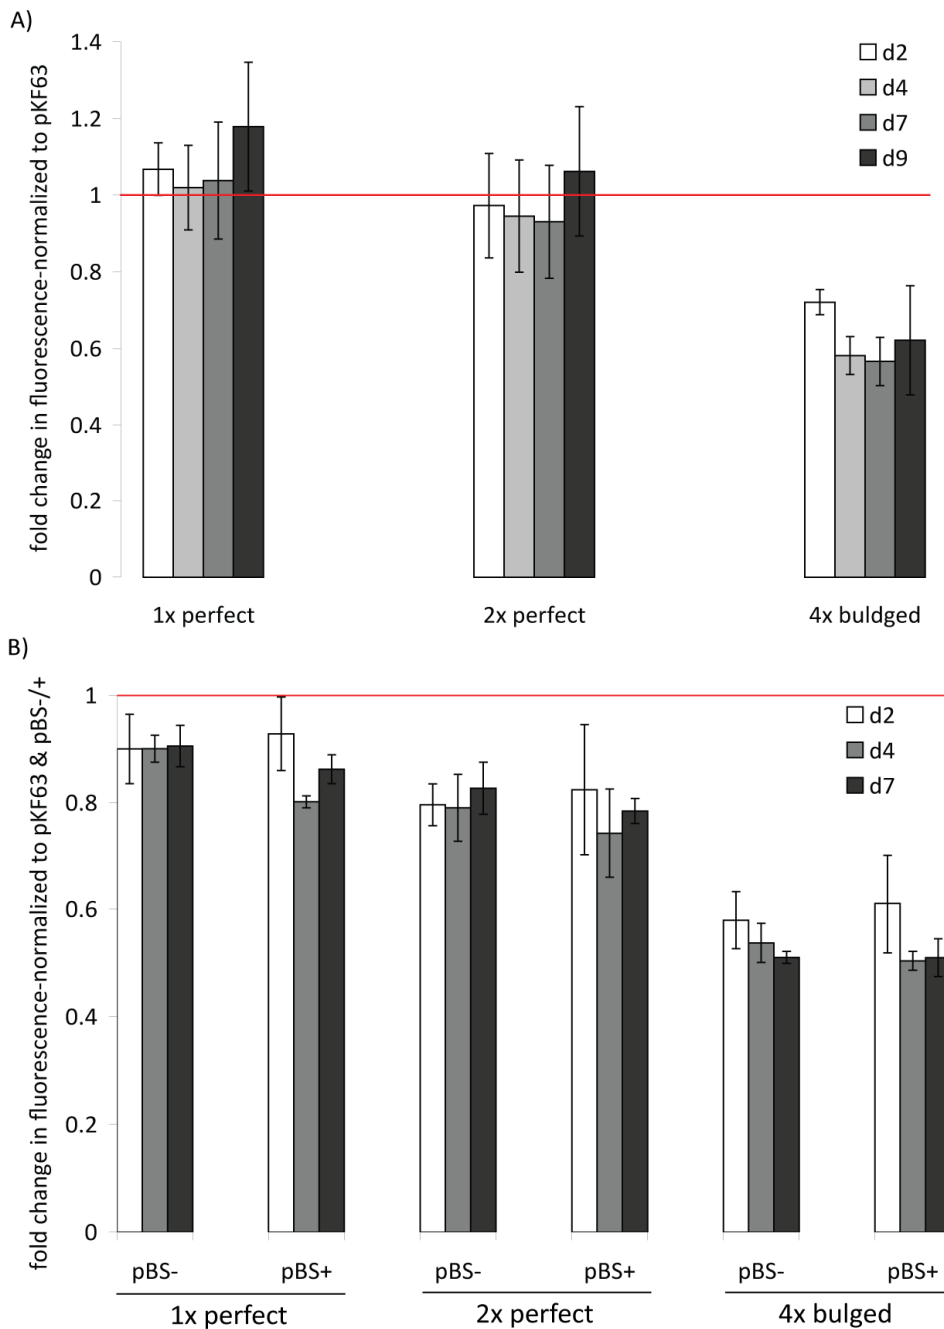 A)
fold change in fluorescence-normalized to pKF63
1.4
1.2
1
0.8
0.6
0.4
0.2
0
d2
d4
d7
d9
1x perfect 2x perfect 4x buldged
B)
fold change in fluorescence-normalized to pKF63 & pBS-/+
1
0.8
0.6
0.4
0.2
0
d2
d4
d7
pBS- pBS+ pBS- pBS+ pBS- pBS+
1x perfect 2x perfect 4x bulged